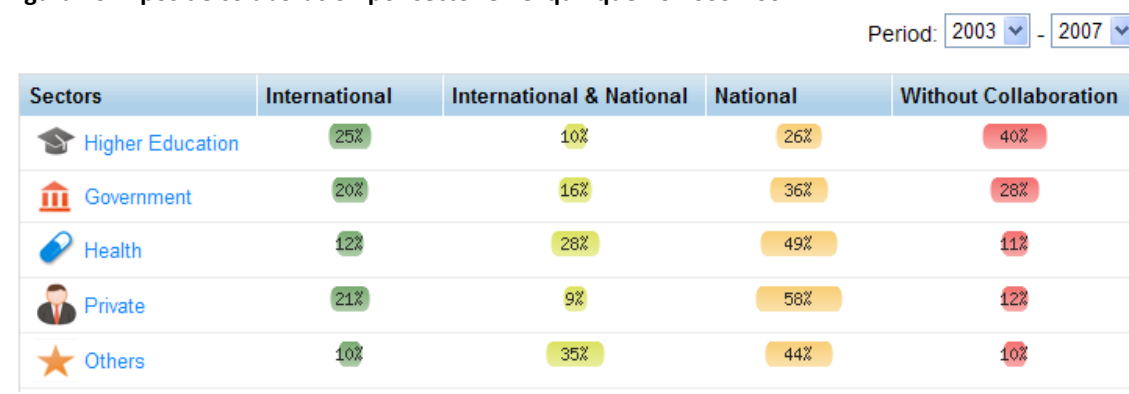 Period: 2003 - 2007
Sectors International International & National National Without Collaboration
Higher Education 25% 10% 26% 40%
Government 20% 16% 36% 28%
Health 12% 28% 49% 11%
Private 21% 9% 58% 12%
Others 10% 35% 44% 10%